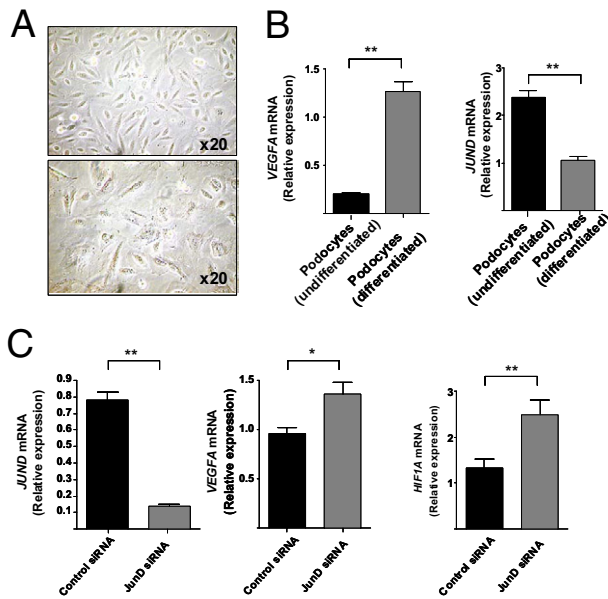 A
x20
x20
B
**
VEGFA mRNA
(Relative expression)
1.5
1.0
0.5
Podocytes
(undifferentiated)
Podocytes
(differentiated)
**
JUND mRNA
(Relative expression)
3
2
1
Podocytes
(undifferentiated)
Podocytes
(differentiated)
C
**
JUND mRNA
(Relative expression)
0.9
0.8
0.7
0.6
0.5
0.4
0.3
0.2
0.1
Control siRNA
JunD siRNA
*
VEGFA mRNA
(Relative expression)
1.5
1.0
0.5
Control siRNA
JunD siRNA
**
HIF1A mRNA
(Relative expression)
3
2
1
Control siRNA
JunD siRNA